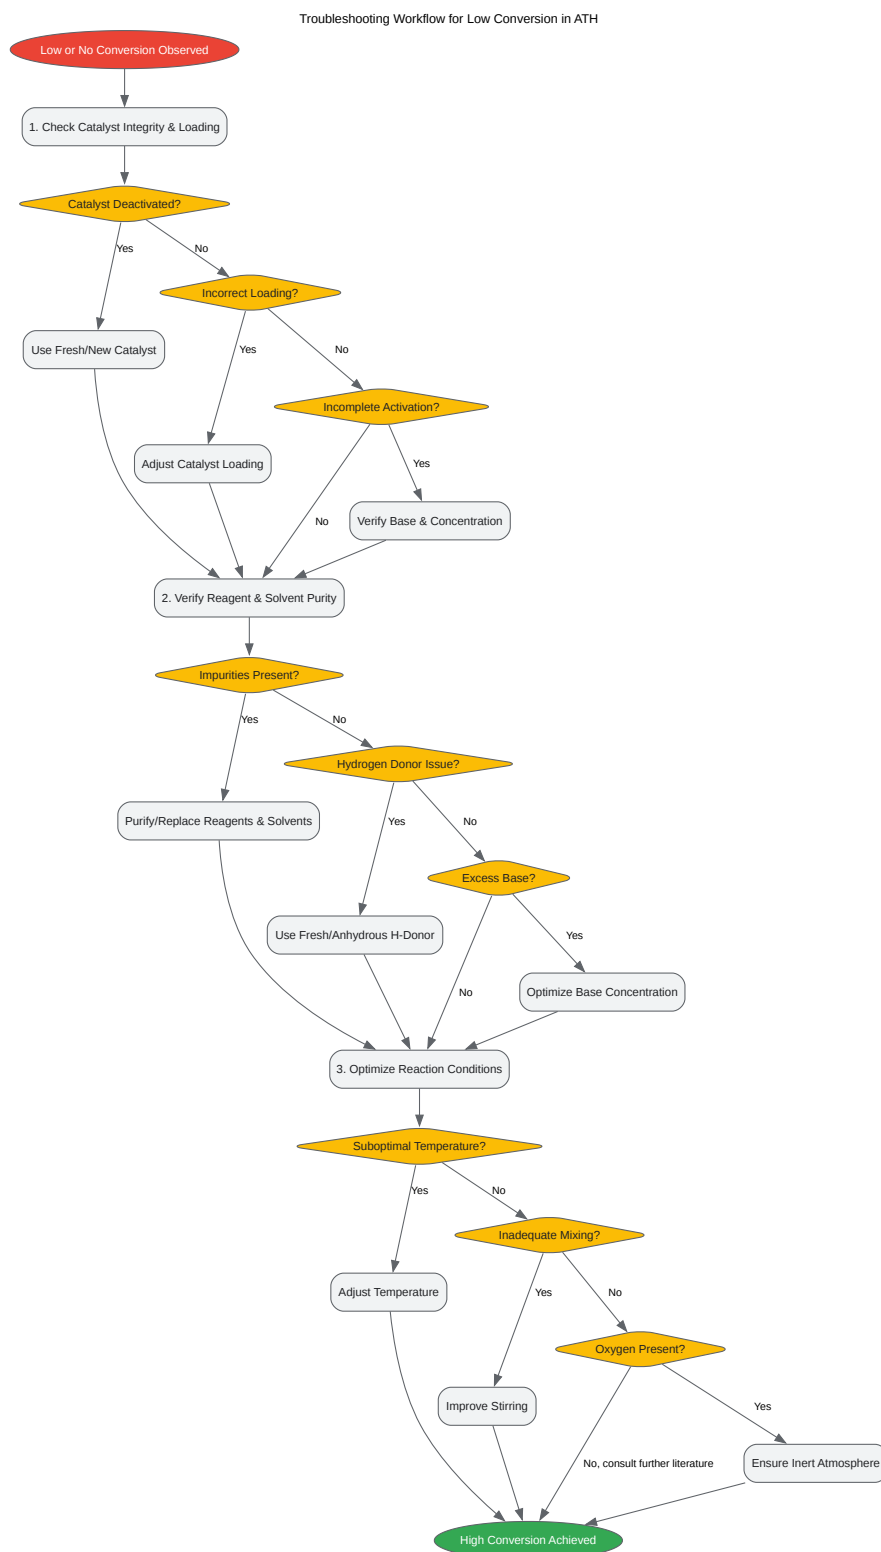 Troubleshooting Workflow for Low Conversion in ATH
Low or No Conversion Observed
1. Check Catalyst Integrity & Loading
Catalyst Deactivated?
Yes
No
Incorrect Loading?
Use Fresh/New Catalyst
Yes
No
Incomplete Activation?
Adjust Catalyst Loading
Yes
No
Verify Base & Concentration
2. Verify Reagent & Solvent Purity
Impurities Present?
Yes
No
Hydrogen Donor Issue?
Purify/Replace Reagents & Solvents
Yes
No
Excess Base?
Use Fresh/Anhydrous H-Donor
Yes
No
Optimize Base Concentration
3. Optimize Reaction Conditions
Suboptimal Temperature?
Yes
No
Inadequate Mixing?
Adjust Temperature
Yes
No
Oxygen Present?
Improve Stirring
Yes
No, consult further literature
Ensure Inert Atmosphere
High Conversion Achieved